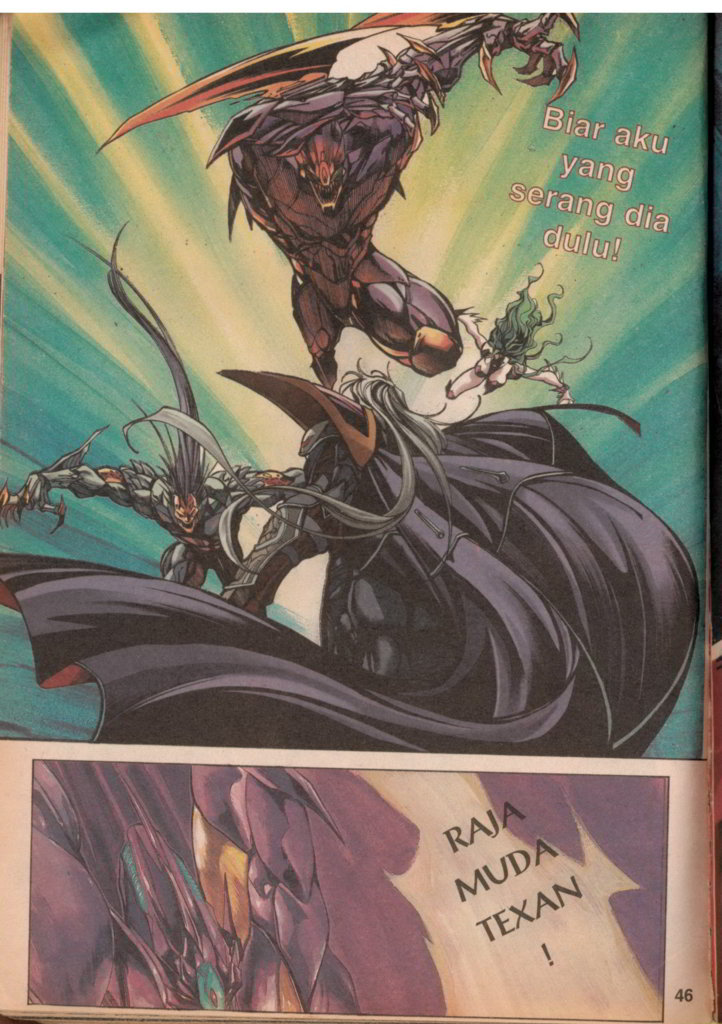 Biar aku
yang
serang dia
dulu!
RAJA
MUDA
TEXAN
!
46